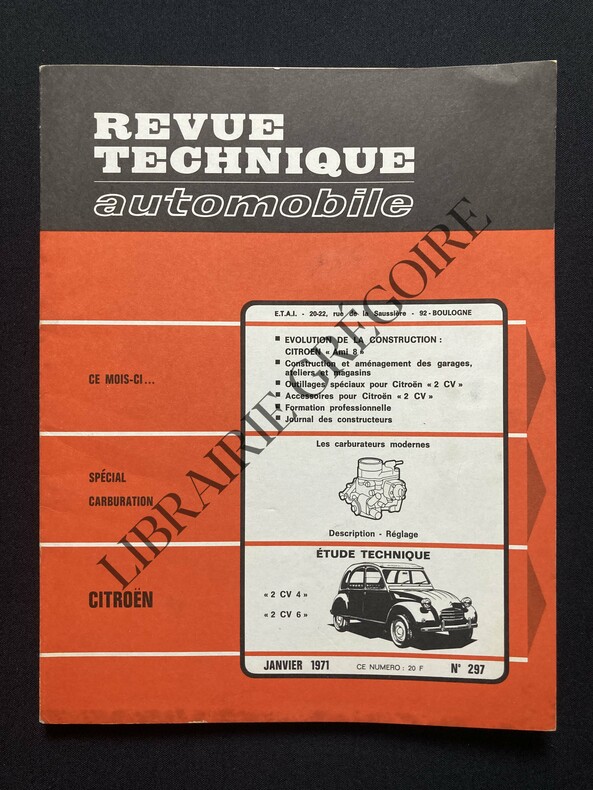 REVUE
TECHNIQUE
automobile
E.T.A.I. - 20-22, rue de la Saussière - 92 - BOULOGNE
CE MOIS-CI...
■ EVOLUTION DE LA CONSTRUCTION :
CITROËN « Ami 8 »
■ Construction et aménagement des garages,
ateliers et magasins
■ Outillages spéciaux pour Citroën « 2 CV »
■ Accessoires pour Citroën « 2 CV »
■ Formation professionnelle
■ Journal des constructeurs
SPÉCIAL
CARBURATION
Les carburateurs modernes
Description - Réglage
CITROËN
ÉTUDE TECHNIQUE
« 2 CV 4 »
« 2 CV 6 »
JANVIER 1971 CE NUMERO : 20 F N° 297
LIBRAIRIE GRÉGOIRE